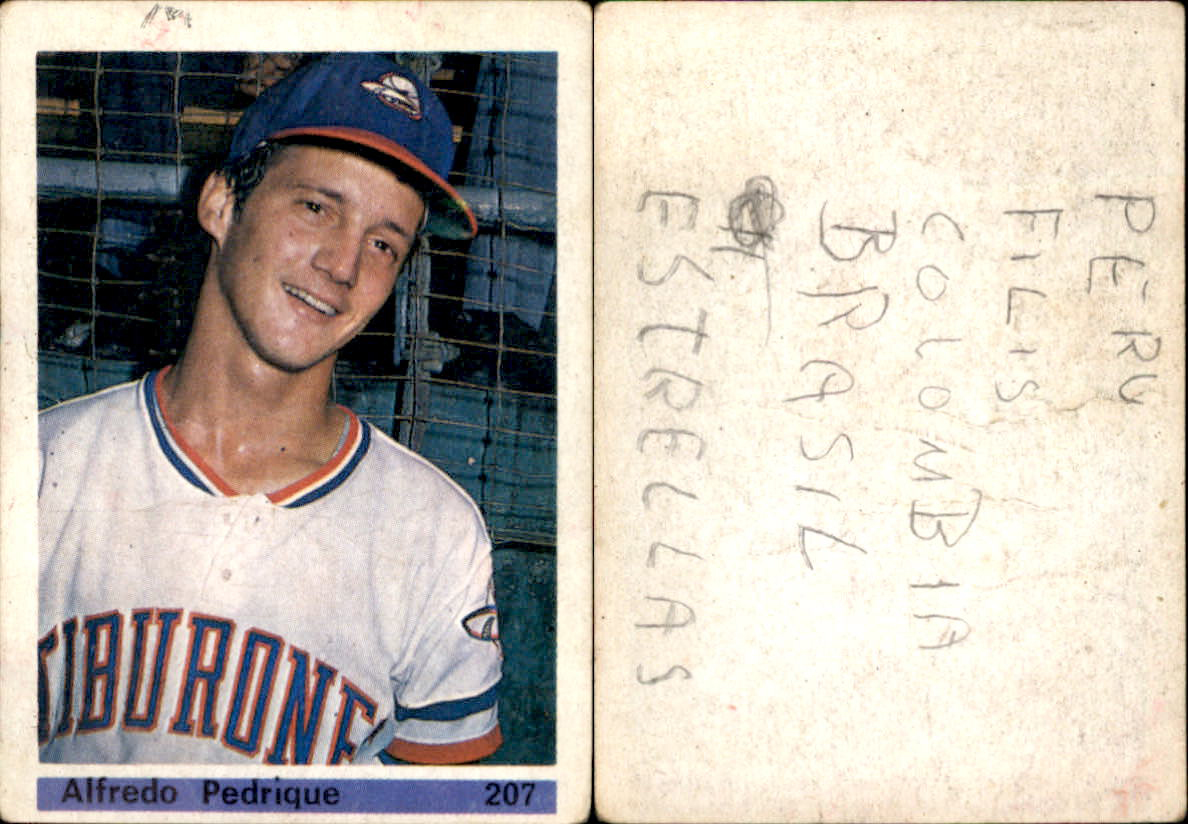 TIBURONE
Alfredo Pedrique 207
PERU
FILIS
COLOMBIA
BRASIL
ESTRELLAS